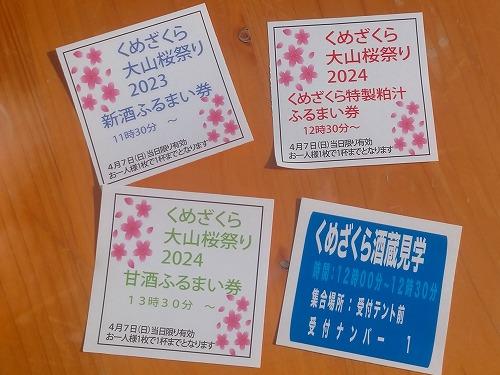 くめざくら
大山桜祭り
2023
新酒ふるまい券
11時30分 ～
4月7日(日)当日限り有効
お一人様1枚で1杯までとなります
くめざくら
大山桜祭り
2024
くめざくら特製粕汁
ふるまい券
12時30分～
4月7日(日)当日限り有効
お一人様1枚で1杯までとなります
くめざくら
大山桜祭り
2024
甘酒ふるまい券
13時30分 ～
4月7日(日)当日限り有効
お一人様1枚で1杯までとなります
くめざくら酒蔵見学
時間:12時00分~12時30分
集合場所：受付テント前
受付ナンバー 1